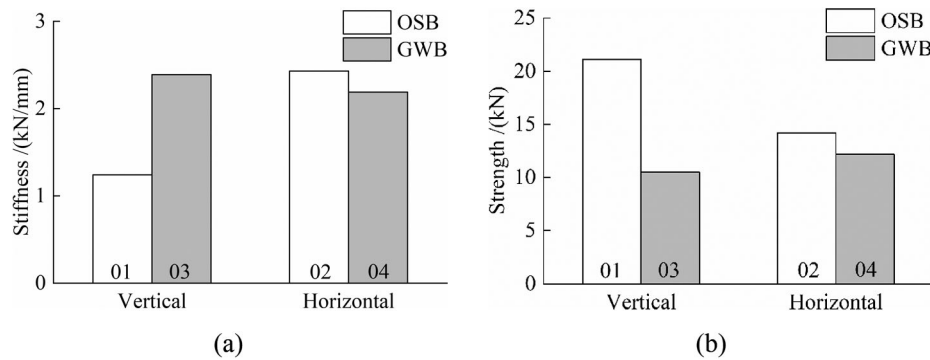 OSB
GWB
3
2
1
0
Stiffness /(kN/mm)
01
03
02
04
Vertical
Horizontal
(a)
OSB
GWB
25
20
15
10
5
0
Strength /(kN)
01
03
02
04
Vertical
Horizontal
(b)